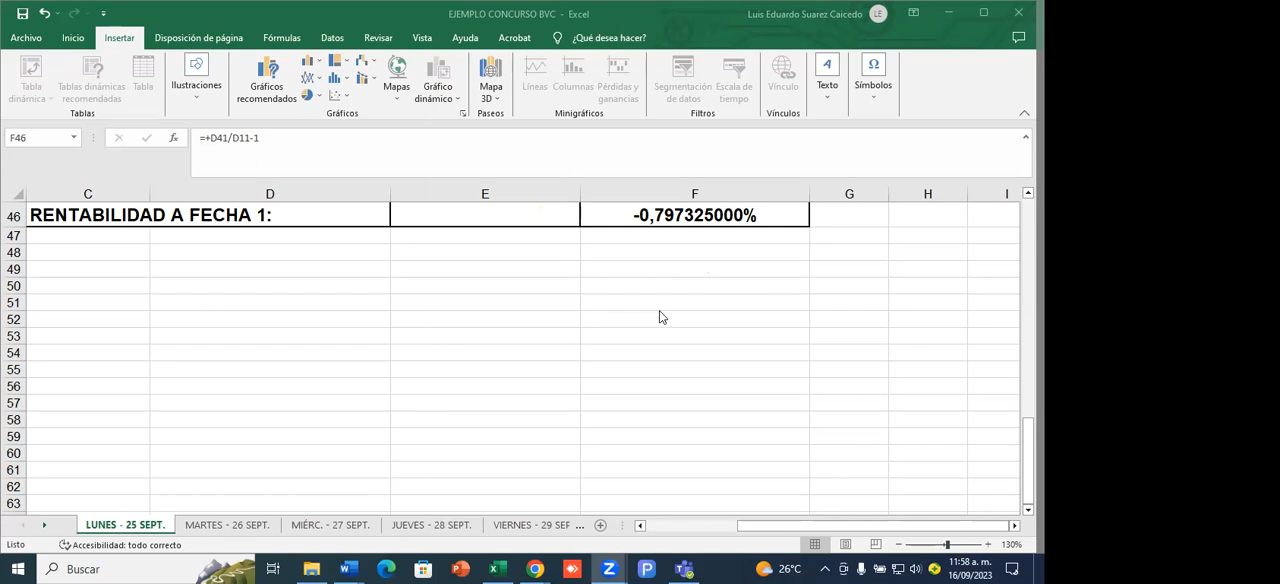 EJEMPLO CONCURSO BVC - Excel
Luis Eduardo Suarez Caicedo
LE
Archivo
Inicio
Insertar
Disposición de página
Fórmulas
Datos
Revisar
Vista
Ayuda
Acrobat
¿Qué desea hacer?
Tabla dinámica
Tablas dinámicas recomendadas
Tabla
Ilustraciones
Gráficos recomendados
Mapas
Gráfico dinámico
Mapa 3D
Líneas
Columnas
Pérdidas y ganancias
Segmentación de datos
Escala de tiempo
Vínculo
Texto
Símbolos
Tablas
Gráficos
Paseos
Minigráficos
Filtros
Vínculos
F46
fx
=+D41/D11-1
C D E F G H I
46 RENTABILIDAD A FECHA 1: -0,797325000%
47
48
49
50
51
52
53
54
55
56
57
58
59
60
61
62
63
LUNES - 25 SEPT.
MARTES - 26 SEPT.
MIÉRC. - 27 SEPT.
JUEVES - 28 SEPT.
VIERNES - 29 SEF ...
Listo
Accesibilidad: todo correcto
130%
Buscar
26°C
11:58 a. m.
16/09/2023